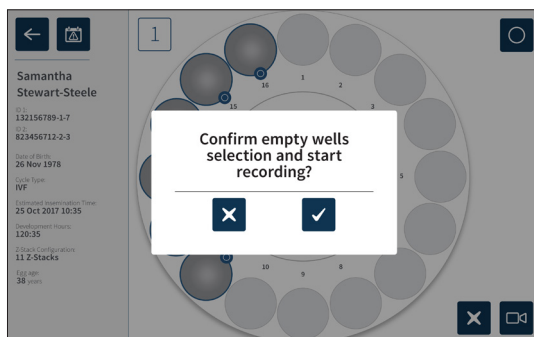 1
Samantha
Stewart-Steele
ID 1:
132156789-1-7
ID 2:
823456712-2-3
Date of Birth:
26 Nov 1978
Cycle Type:
IVF
Estimated Insemination Time:
25 Oct 2017 10:35
Development Hours:
120:35
Z-Stack Configuration:
11 Z-Stacks
Egg age:
38 years
16
1
2
15
3
Confirm empty wells
selection and start
recording?
5
10
9
8